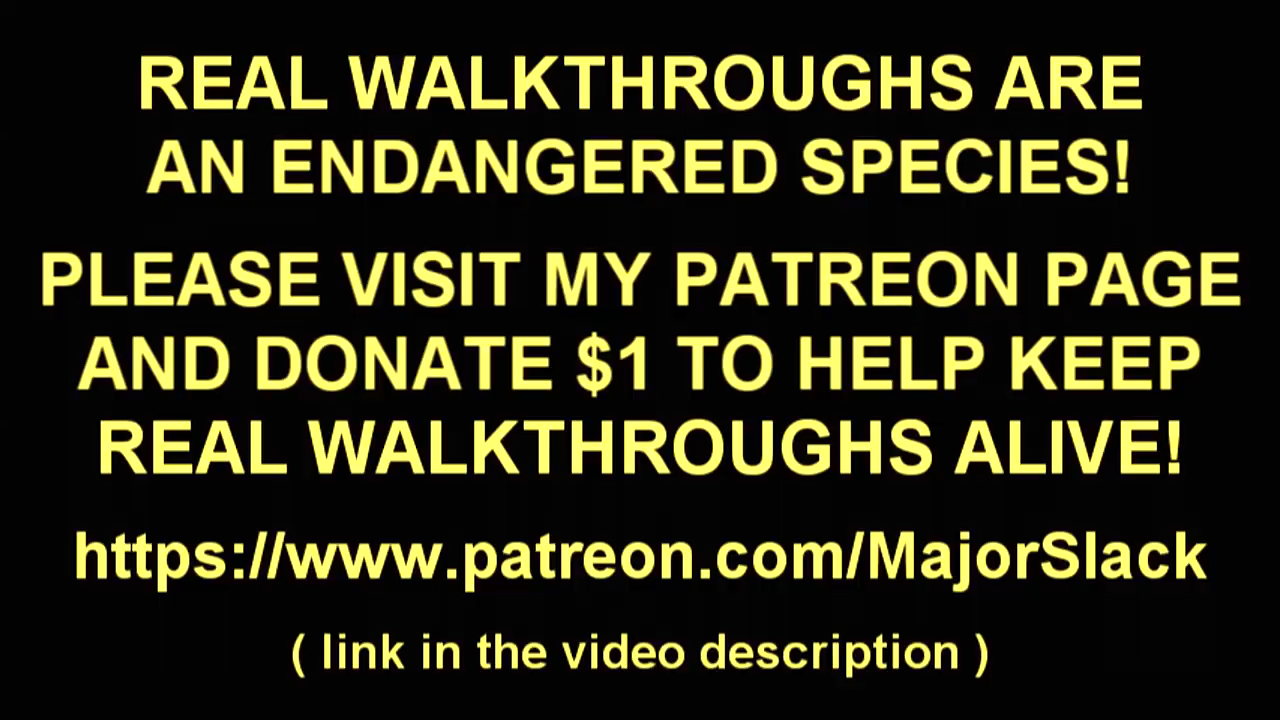 REAL WALKTHROUGHS ARE
AN ENDANGERED SPECIES!
PLEASE VISIT MY PATREON PAGE
AND DONATE $1 TO HELP KEEP
REAL WALKTHROUGHS ALIVE!
https://www.patreon.com/MajorSlack
( link in the video description )